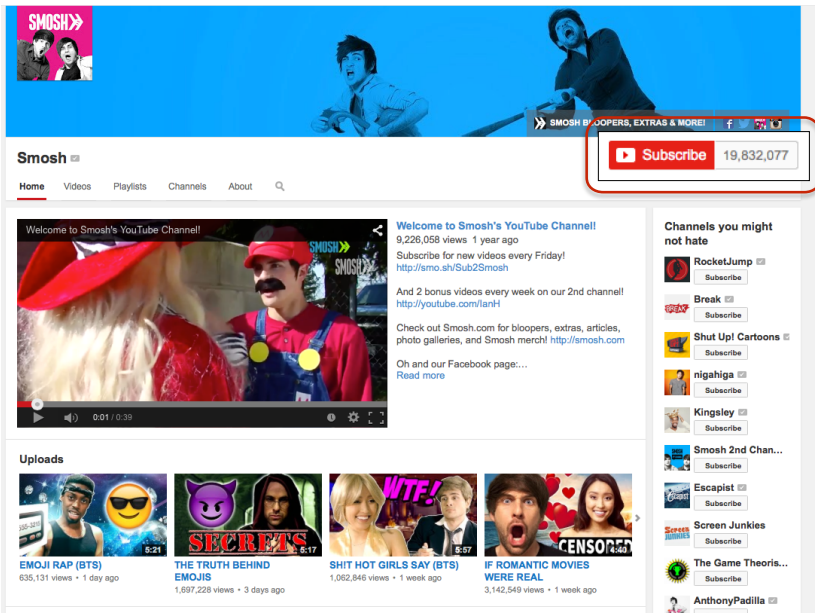 SMOSH
SMOSH BLOOPERS, EXTRAS & MORE!
Smosh
Subscribe 19,832,077
Home Videos Playlists Channels About
Welcome to Smosh's YouTube Channel!
SMOSH
SMOSH
0:01 / 0:39
Welcome to Smosh's YouTube Channel!
9,226,058 views 1 year ago
Subscribe for new videos every Friday!
http://smo.sh/Sub2Smosh
And 2 bonus videos every week on our 2nd channel!
http://youtube.com/IanH
Check out Smosh.com for bloopers, extras, articles,
photo galleries, and Smosh merch! http://smosh.com
Oh and our Facebook page:...
Read more
Uploads
5:21
EMOJI RAP (BTS)
635,131 views • 1 day ago
SECRETS
5:17
THE TRUTH BEHIND
EMOJIS
1,697,228 views • 3 days ago
WTF!
5:57
SH!T HOT GIRLS SAY (BTS)
1,062,846 views • 1 week ago
CENSORED
4:40
IF ROMANTIC MOVIES
WERE REAL
3,142,549 views • 1 week ago
Channels you might
not hate
RocketJump
Subscribe
BREAK
Break
Subscribe
Shut Up! Cartoons
Subscribe
nigahiga
Subscribe
Kingsley
Subscribe
Smosh 2nd Chan...
Subscribe
Escapist
Escapist
Subscribe
SCREEN
JUNKIES
Screen Junkies
Subscribe
The Game Theoris...
Subscribe
AnthonyPadilla